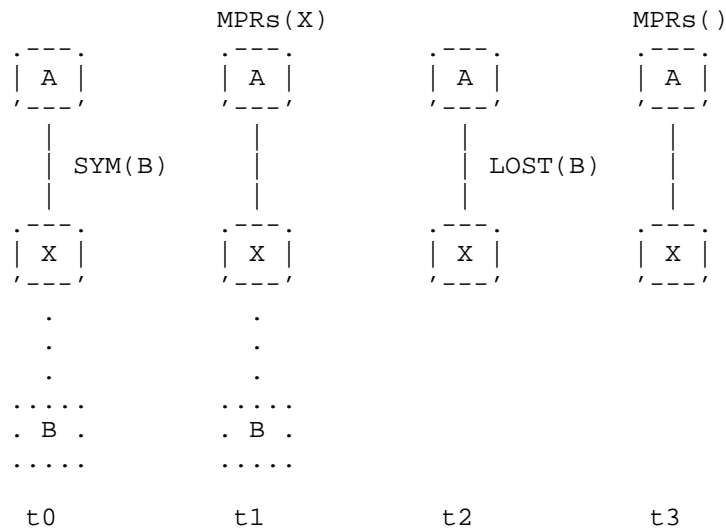 MPRs(X) MPRs()
.---. .---. .---. .---.
| A | | A | | A | | A |
'---' '---' '---' '---'
| | | |
| SYM(B) | | LOST(B) |
| | | |
.---. .---. .---. .---.
| X | | X | | X | | X |
'---' '---' '---' '---'
. .
. .
. .
..... .....
. B . . B .
..... .....
t0 t1 t2 t3